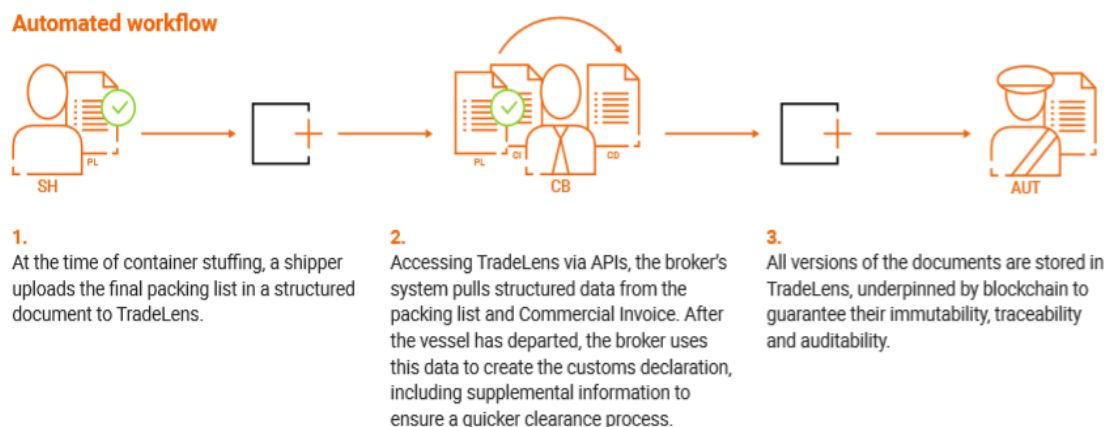 Automated workflow
PL
SH
PL
CI
CD
CB
AUT
1.
At the time of container stuffing, a shipper
uploads the final packing list in a structured
document to TradeLens.
2.
Accessing TradeLens via APIs, the broker's
system pulls structured data from the
packing list and Commercial Invoice. After
the vessel has departed, the broker uses
this data to create the customs declaration,
including supplemental information to
ensure a quicker clearance process.
3.
All versions of the documents are stored in
TradeLens, underpinned by blockchain to
guarantee their immutability, traceability
and auditability.